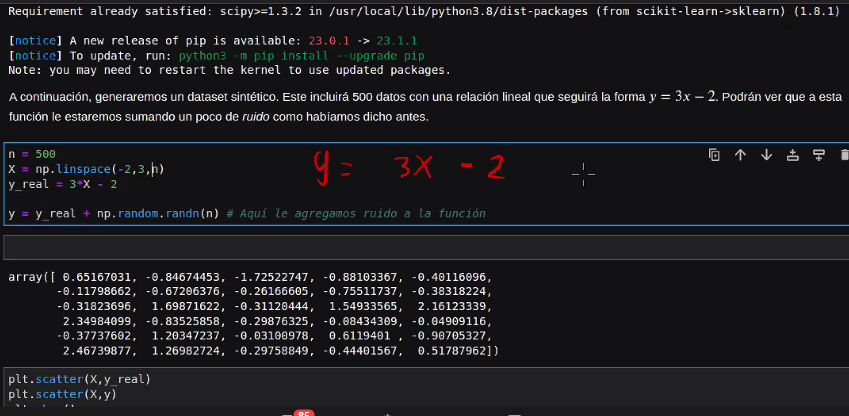 Requirement already satisfied: scipy>=1.3.2 in /usr/local/lib/python3.8/dist-packages (from scikit-learn->sklearn) (1.8.1)
[notice] A new release of pip is available: 23.0.1 -> 23.1.1
[notice] To update, run: python3 -m pip install --upgrade pip
Note: you may need to restart the kernel to use updated packages.
A continuación, generaremos un dataset sintético. Este incluirá 500 datos con una relación lineal que seguirá la forma y = 3x − 2. Podrán ver que a esta
función le estaremos sumando un poco de ruido como habíamos dicho antes.
n = 500
X = np.linspace(-2,3,n)
y_real = 3*X - 2
y = 3X - 2
y = y_real + np.random.randn(n) # Aquí le agregamos ruido a la función
array([ 0.65167031, -0.84674453, -1.72522747, -0.88103367, -0.40116096,
-0.11798662, -0.67206376, -0.26166605, -0.75511737, -0.38318224,
-0.31823696, 1.69871622, -0.31120444, 1.54933565, 2.16123339,
2.34984099, -0.83525858, -0.29876325, -0.08434309, -0.04909116,
-0.37737602, 1.20347237, -0.03100978, 0.6119401 , -0.90705327,
2.46739877, 1.26982724, -0.29758849, -0.44401567, 0.51787962])
plt.scatter(X,y_real)
plt.scatter(X,y)
85